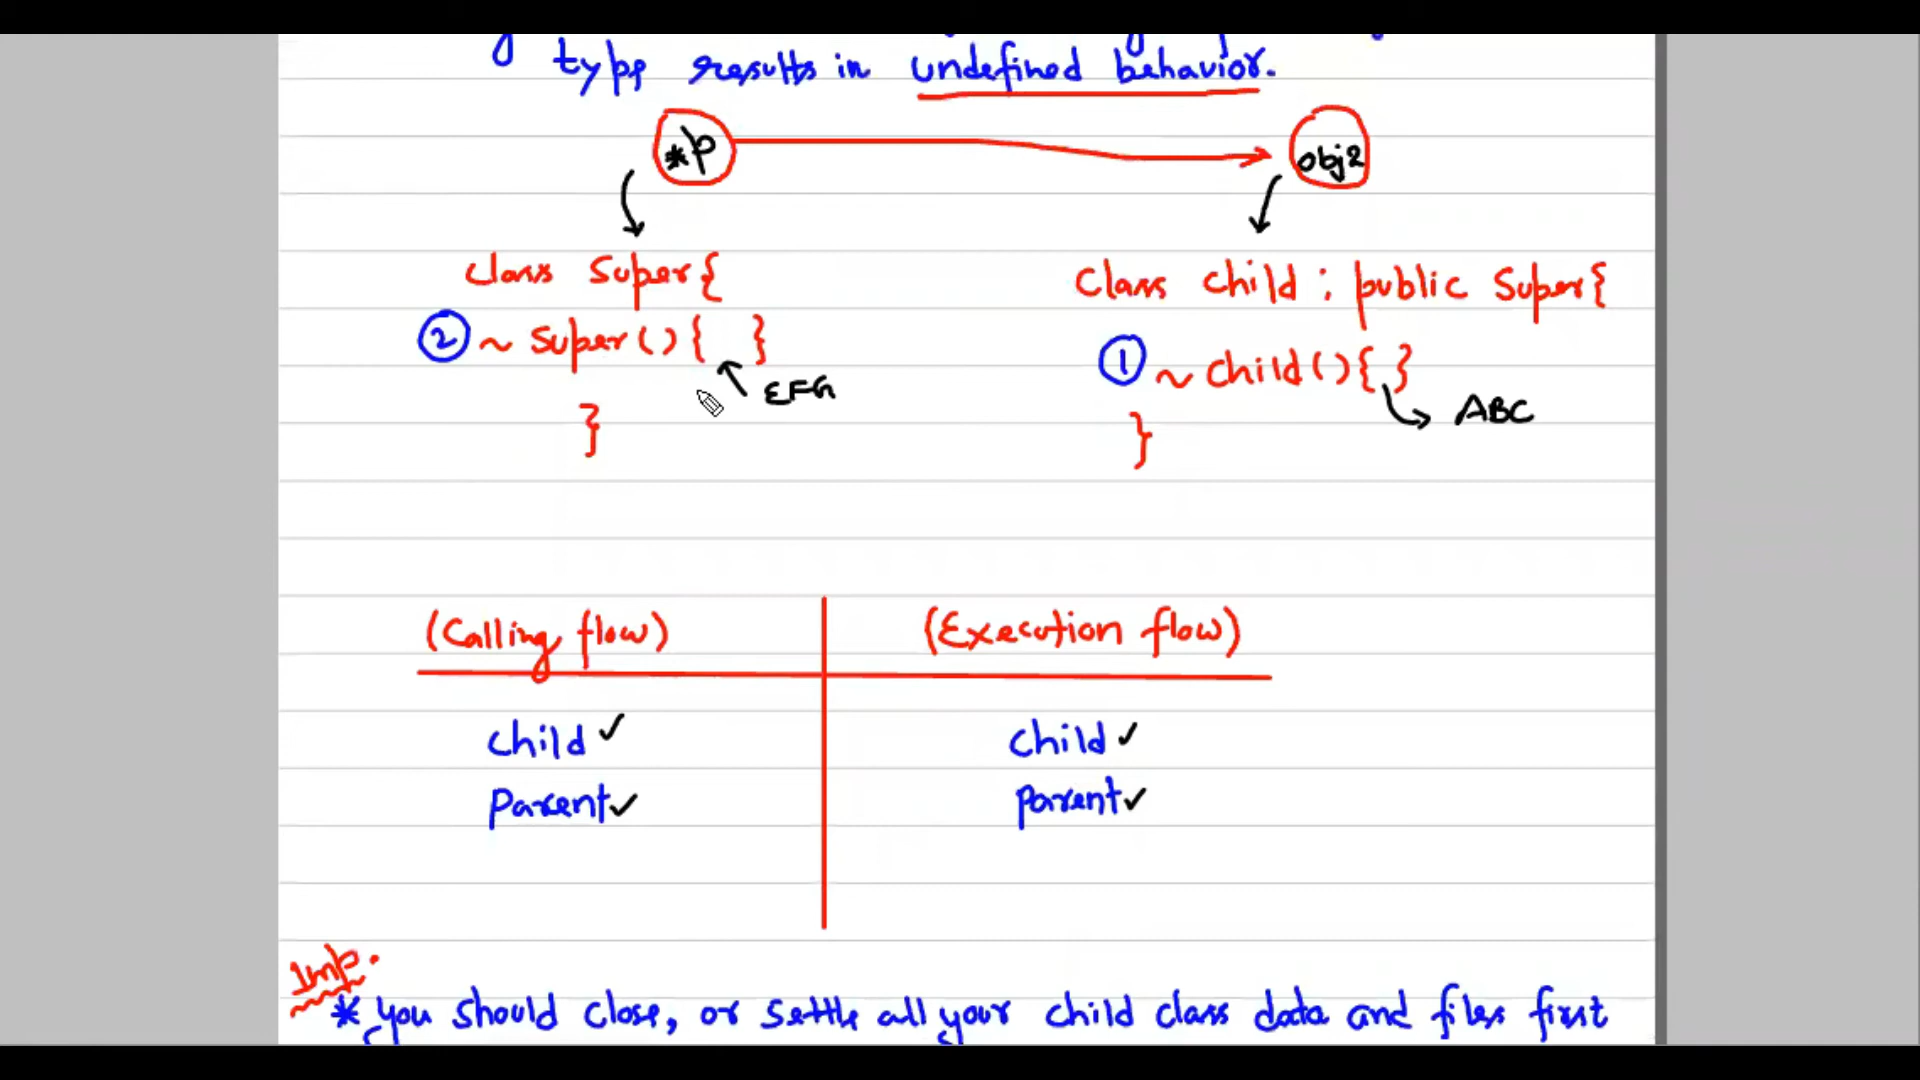 type results in undefined behavior.
*p
obj2
class Super{
Class Child : public Super{
2 ~ Super(){ }
1 ~ Child(){ }
EFG
ABC
}
}
(Calling flow)
(Execution flow)
Child ✓
Child ✓
Parent ✓
Parent ✓
Imp.
* you should close, or settle all your child class data and files first